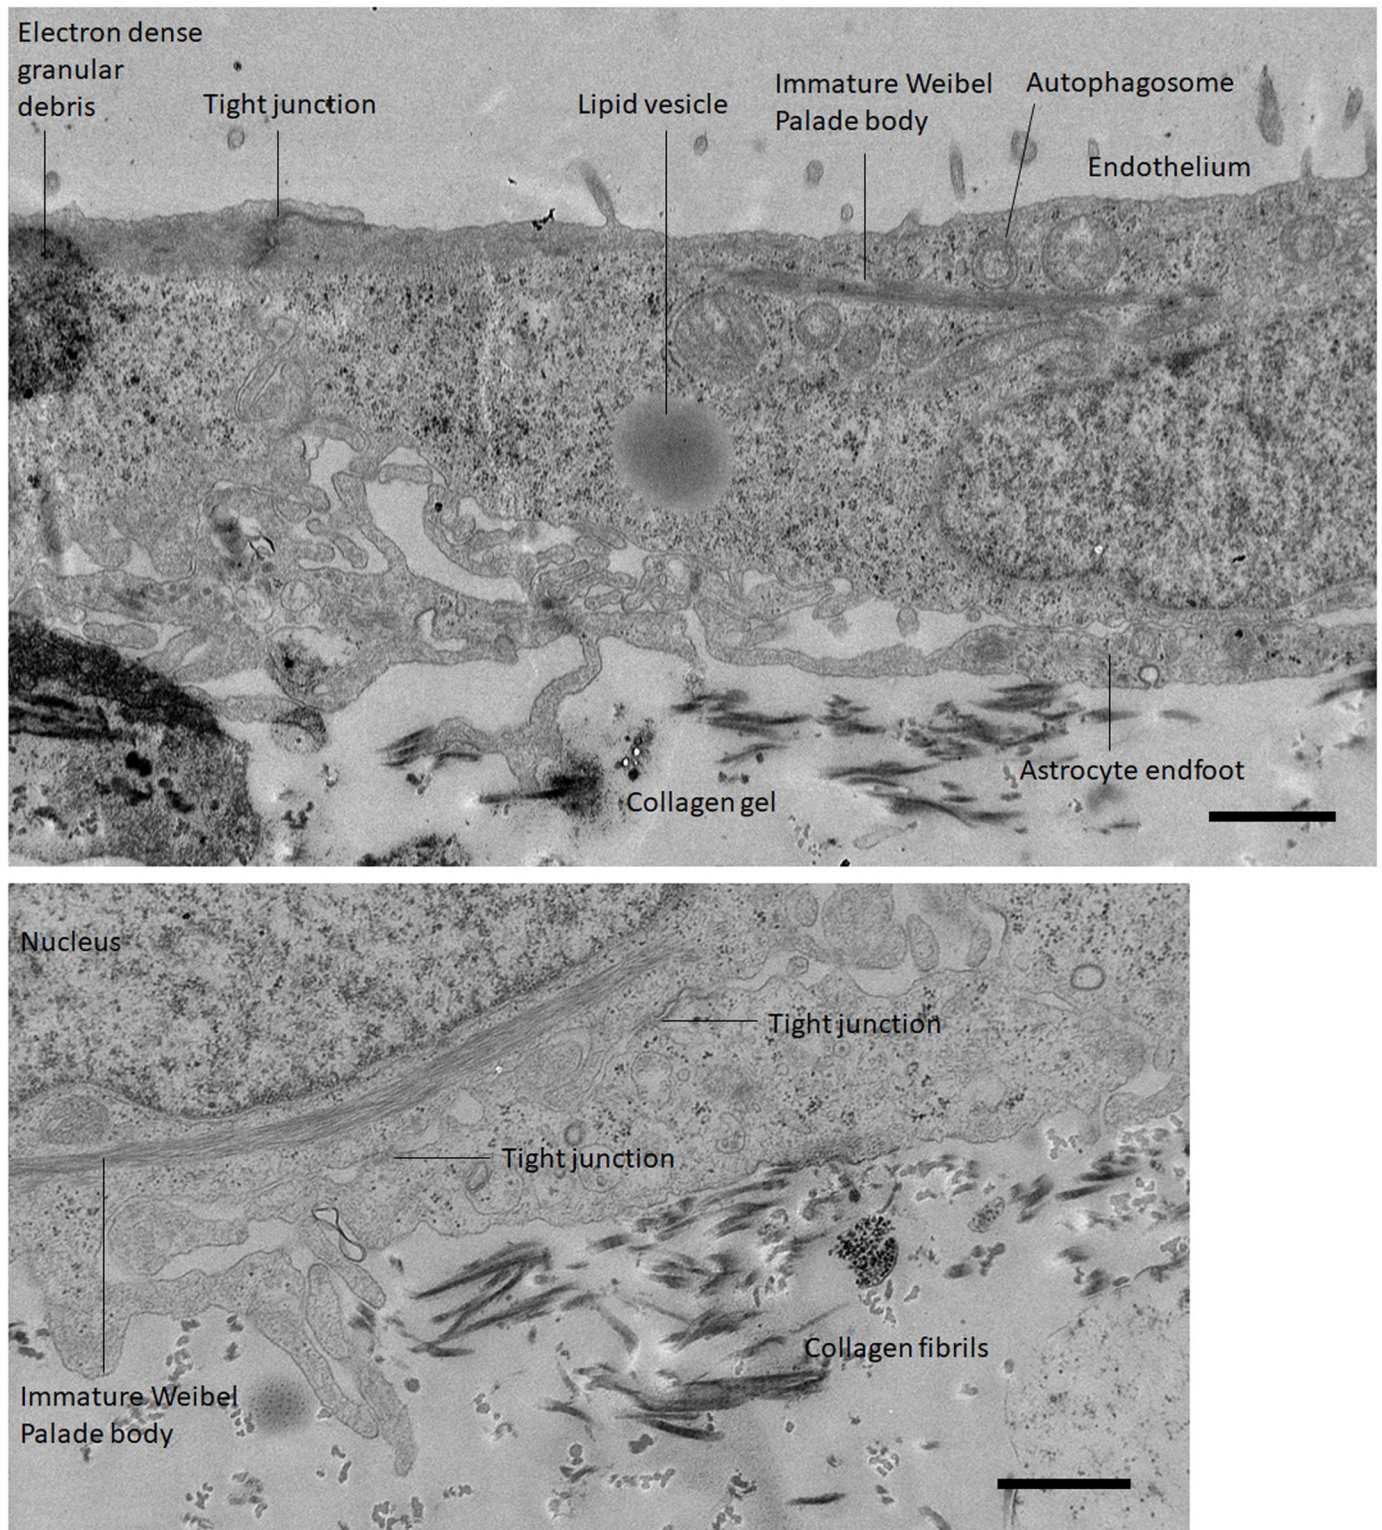 Electron dense
granular
debris
Tight junction
Lipid vesicle
Immature Weibel
Palade body
Autophagosome
Endothelium
Astrocyte endfoot
Collagen gel
Nucleus
Tight junction
Tight junction
Collagen fibrils
Immature Weibel
Palade body